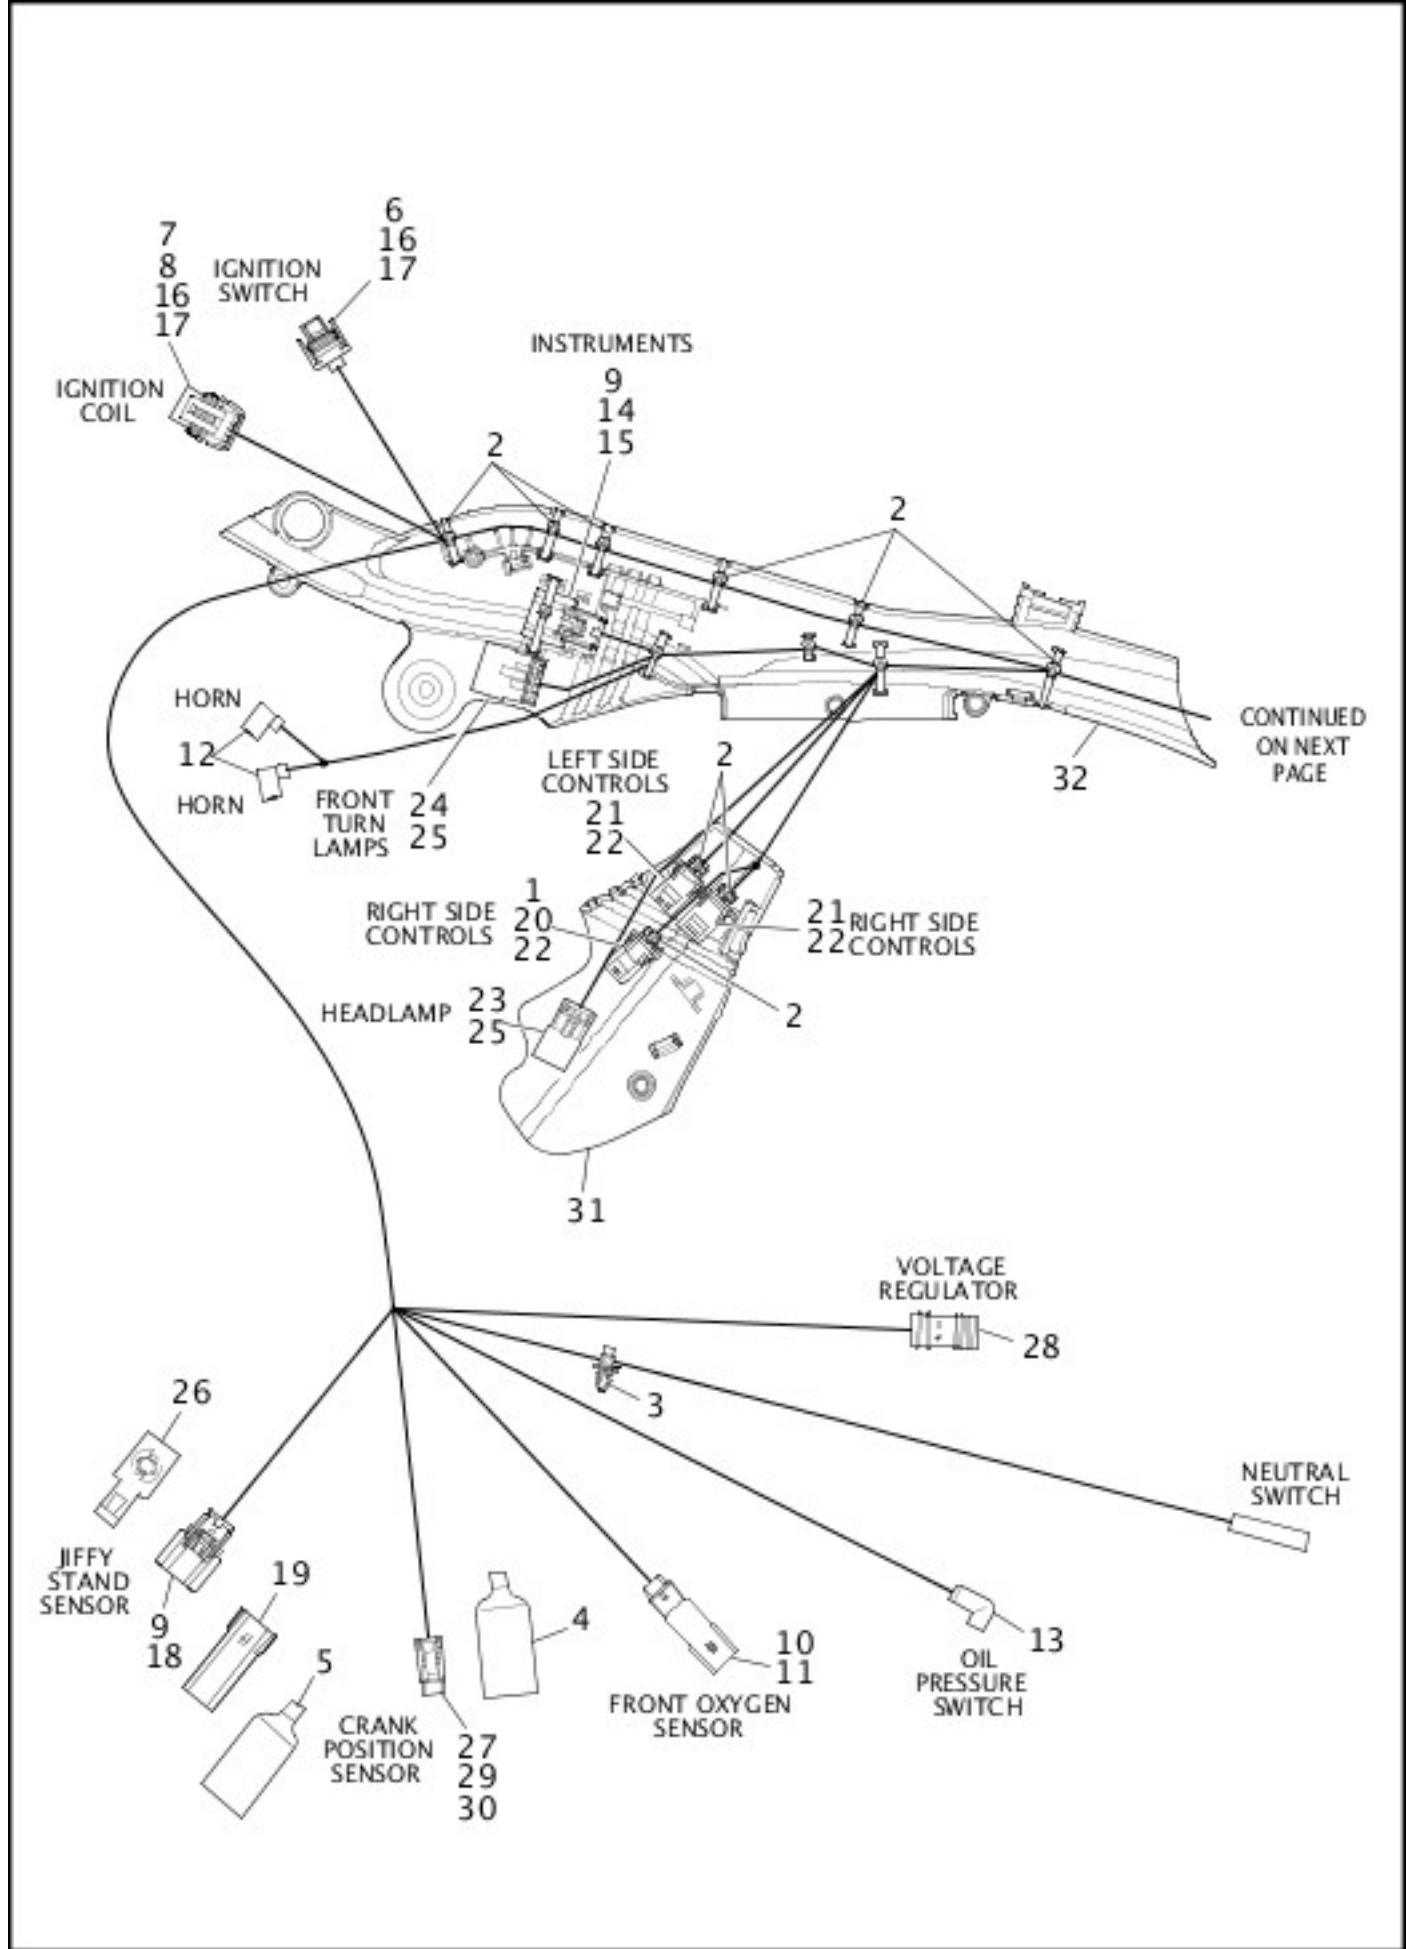 6
16
17
7
8
16
17
IGNITION
SWITCH
INSTRUMENTS
9
14
15
IGNITION
COIL
2
2
HORN
12
HORN
CONTINUED
ON NEXT
PAGE
32
LEFT SIDE
CONTROLS
21
22
2
FRONT
TURN
LAMPS
24
25
RIGHT SIDE
CONTROLS
1
20
22
21
22
RIGHT SIDE
CONTROLS
HEADLAMP
23
25
2
31
VOLTAGE
REGULATOR
28
3
26
NEUTRAL
SWITCH
JIFFY
STAND
SENSOR
9
18
19
5
4
CRANK
POSITION
SENSOR
27
29
30
10
11
FRONT OXYGEN
SENSOR
13
OIL
PRESSURE
SWITCH